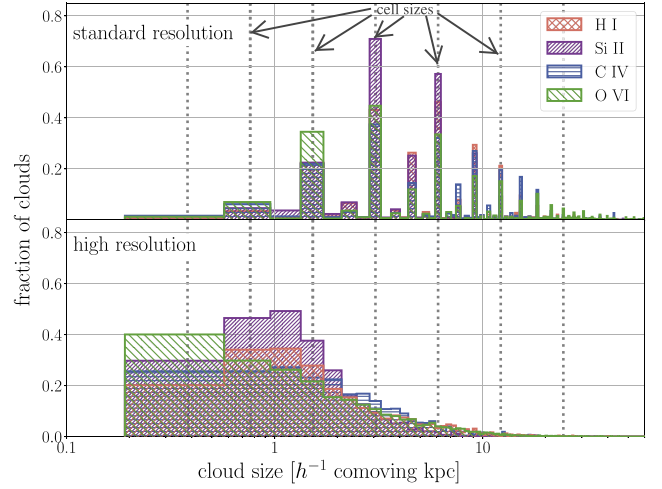 cell sizes
standard resolution
H I
Si II
C IV
O VI
0.8
0.6
0.4
0.2
fraction of clouds
high resolution
0.8
0.6
0.4
0.2
0.0
0.1
1
10
cloud size [h⁻¹ comoving kpc]